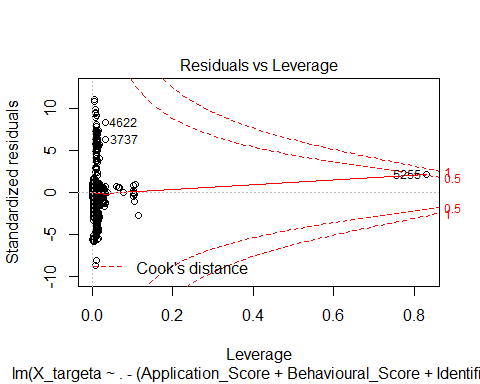 Residuals vs Leverage
Standardized residuals
10
5
0
-5
-10
4622
3737
5255
1
0.5
0.5
1
Cook's distance
0.0 0.2 0.4 0.6 0.8
Leverage
lm(X_targeta ~ . - (Application_Score + Behavioural_Score + Identifi